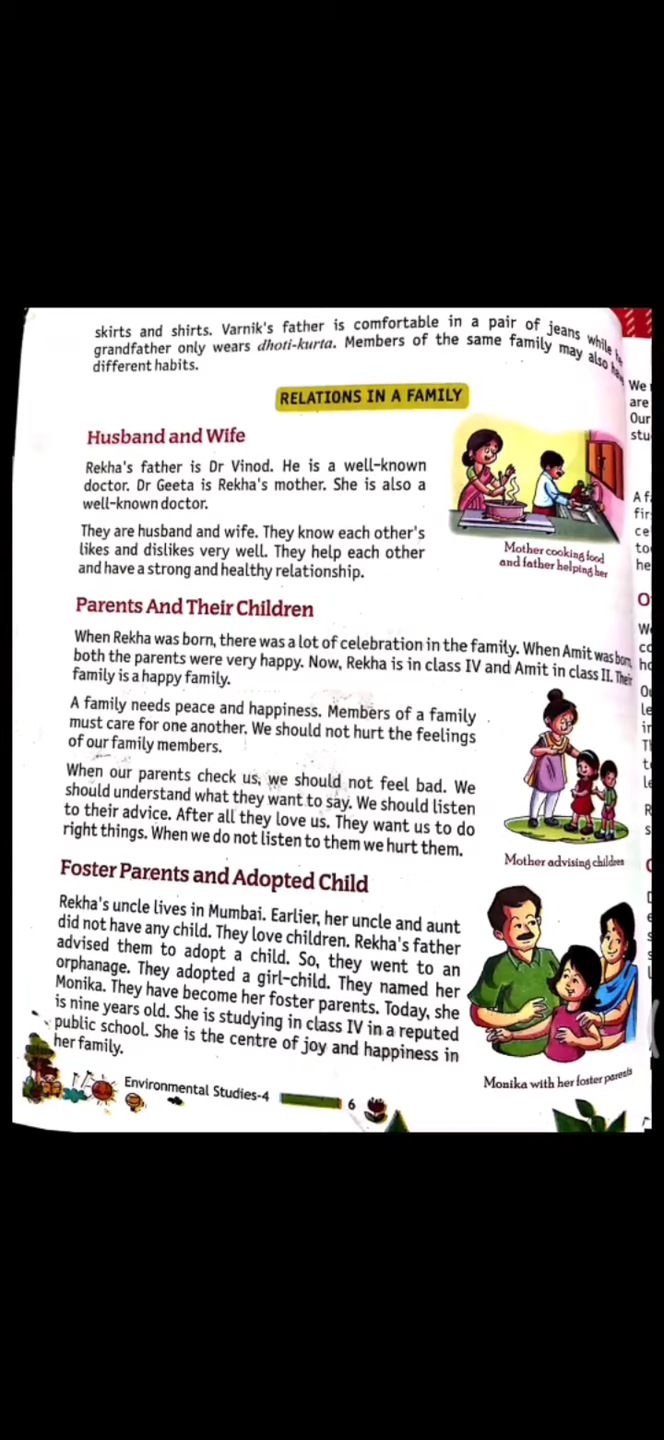 skirts and shirts. Varnik's father is comfortable in a pair of jeans while he
grandfather only wears dhoti-kurta. Members of the same family may also have
different habits.
RELATIONS IN A FAMILY
Husband and Wife
Rekha's father is Dr Vinod. He is a well-known
doctor. Dr Geeta is Rekha's mother. She is also a
well-known doctor.
They are husband and wife. They know each other's
likes and dislikes very well. They help each other
and have a strong and healthy relationship.
Mother cooking food
and father helping her
Parents And Their Children
When Rekha was born, there was a lot of celebration in the family. When Amit was born,
both the parents were very happy. Now, Rekha is in class IV and Amit in class II. Their
family is a happy family.
A family needs peace and happiness. Members of a family
must care for one another. We should not hurt the feelings
of our family members.
When our parents check us, we should not feel bad. We
should understand what they want to say. We should listen
to their advice. After all they love us. They want us to do
right things. When we do not listen to them we hurt them.
Mother advising children
Foster Parents and Adopted Child
Rekha's uncle lives in Mumbai. Earlier, her uncle and aunt
did not have any child. They love children. Rekha's father
advised them to adopt a child. So, they went to an
orphanage. They adopted a girl-child. They named her
Monika. They have become her foster parents. Today, she
is nine years old. She is studying in class IV in a reputed
public school. She is the centre of joy and happiness in
her family.
Monika with her foster parents
Environmental Studies-4
6
We
are
Our
stu
A f
fir
ce
to
he
O
W
co
ho
Ou
le
in
T
t
le
R
s